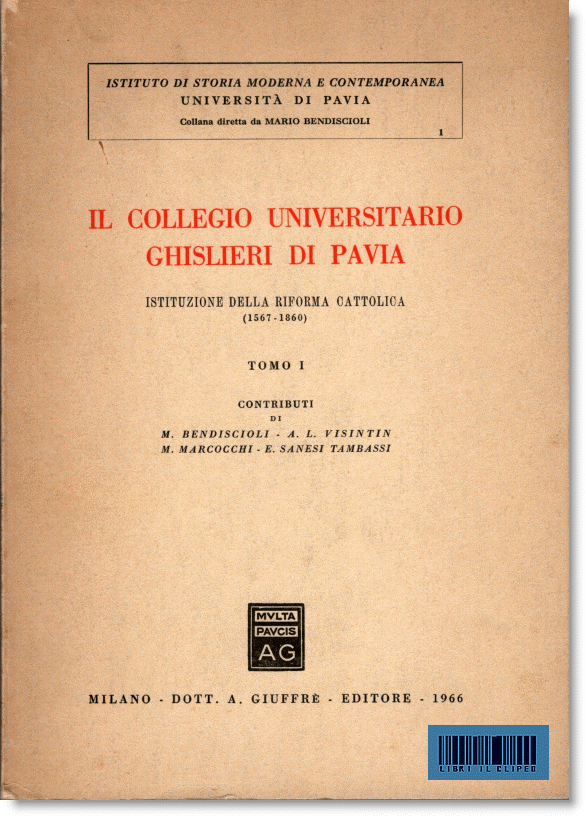 ISTITUTO DI STORIA MODERNA E CONTEMPORANEA
UNIVERSITÀ DI PAVIA
Collana diretta da MARIO BENDISCIOLI
1
IL COLLEGIO UNIVERSITARIO
GHISLIERI DI PAVIA
ISTITUZIONE DELLA RIFORMA CATTOLICA
(1567-1860)
TOMO I
CONTRIBUTI
DI
M. BENDISCIOLI - A. L. VISINTIN
M. MARCOCCHI - E. SANESI TAMBASSI
MVLTA
PAVCIS
AG
MILANO - DOTT. A. GIUFFRÈ - EDITORE - 1966
LIBRI IL CLIPEO